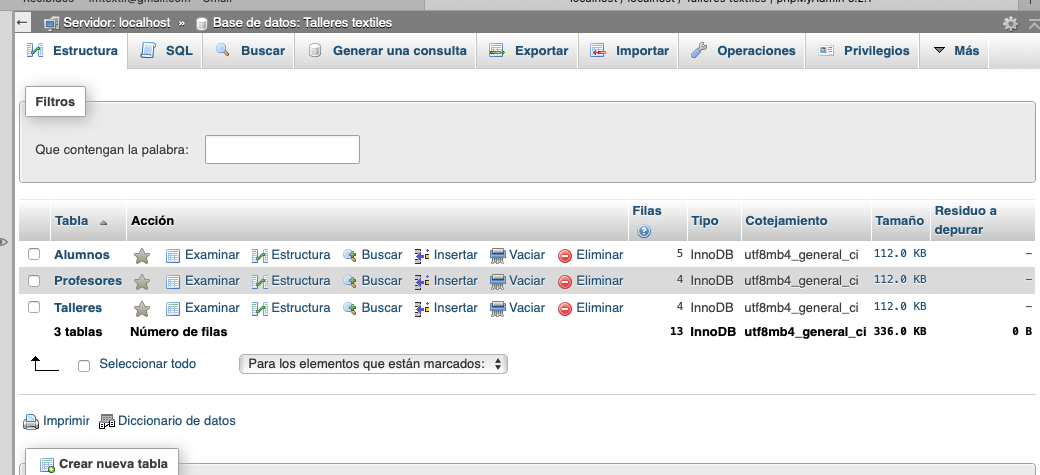 Servidor: localhost » Base de datos: Talleres textiles
Estructura SQL Buscar Generar una consulta Exportar Importar Operaciones Privilegios Más
Filtros
Que contengan la palabra:
Tabla Acción Filas Tipo Cotejamiento Tamaño Residuo a depurar
Alumnos Examinar Estructura Buscar Insertar Vaciar Eliminar 5 InnoDB utf8mb4_general_ci 112.0 KB –
Profesores Examinar Estructura Buscar Insertar Vaciar Eliminar 4 InnoDB utf8mb4_general_ci 112.0 KB –
Talleres Examinar Estructura Buscar Insertar Vaciar Eliminar 4 InnoDB utf8mb4_general_ci 112.0 KB –
3 tablas Número de filas 13 InnoDB utf8mb4_general_ci 336.0 KB 0 B
Seleccionar todo Para los elementos que están marcados:
Imprimir Diccionario de datos
Crear nueva tabla